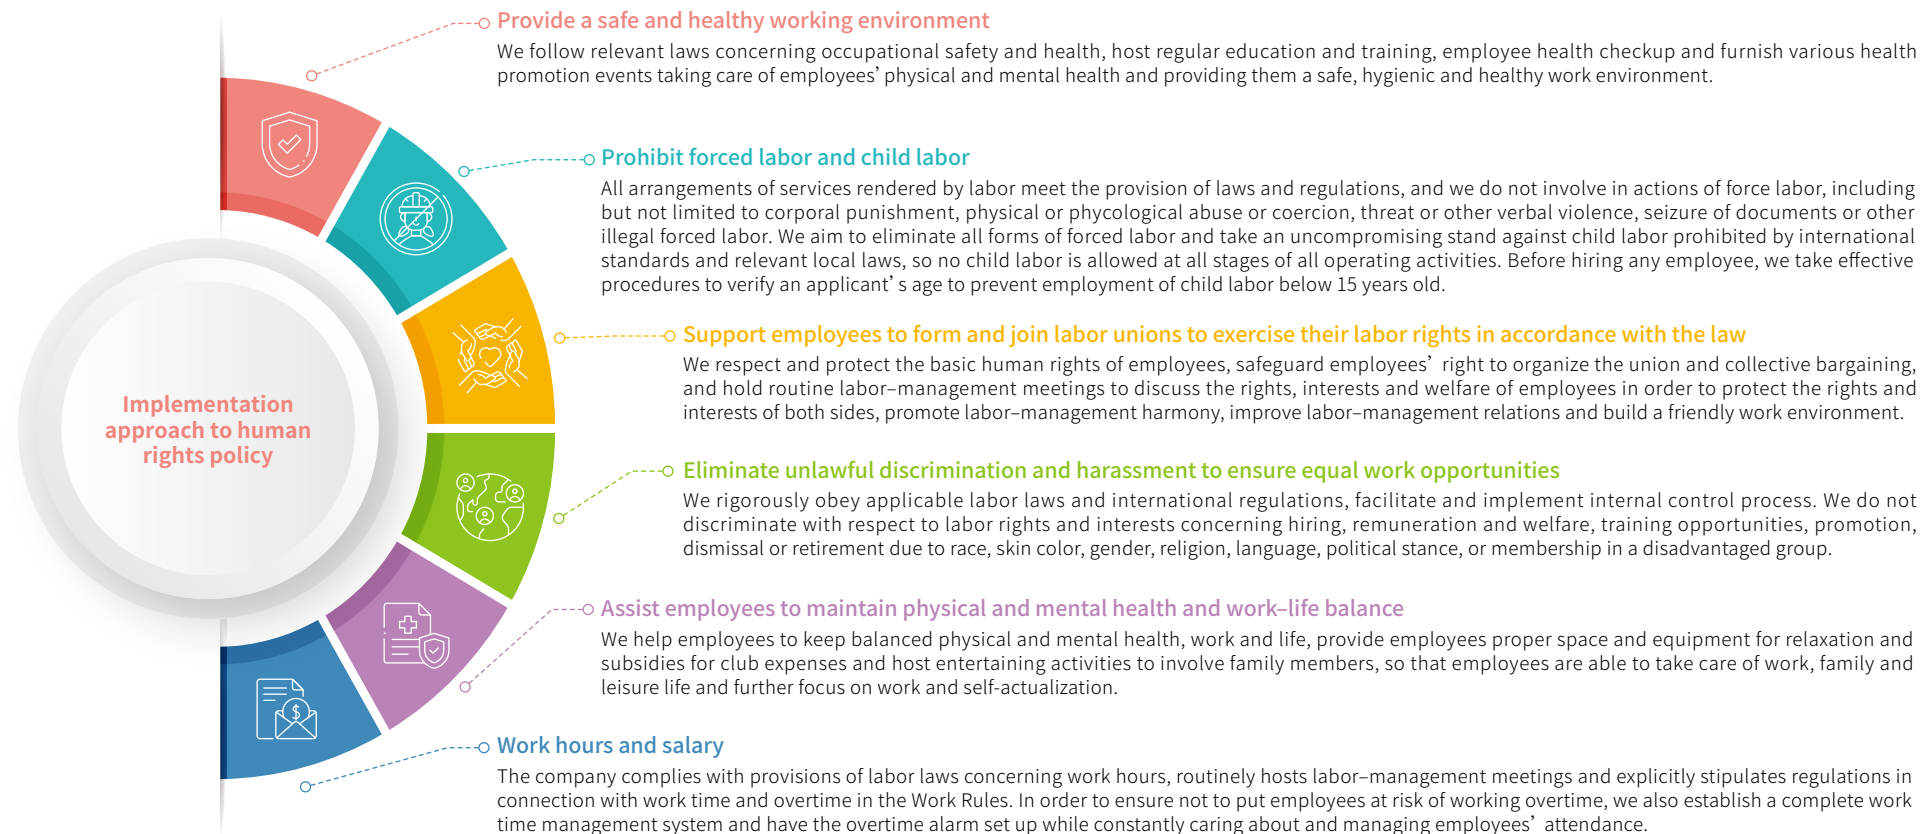 Provide a safe and healthy working environment
We follow relevant laws concerning occupational safety and health, host regular education and training, employee health checkup and furnish various health
promotion events taking care of employees’ physical and mental health and providing them a safe, hygienic and healthy work environment.
Prohibit forced labor and child labor
All arrangements of services rendered by labor meet the provision of laws and regulations, and we do not involve in actions of force labor, including
but not limited to corporal punishment, physical or phycological abuse or coercion, threat or other verbal violence, seizure of documents or other
illegal forced labor. We aim to eliminate all forms of forced labor and take an uncompromising stand against child labor prohibited by international
standards and relevant local laws, so no child labor is allowed at all stages of all operating activities. Before hiring any employee, we take effective
procedures to verify an applicant’s age to prevent employment of child labor below 15 years old.
Support employees to form and join labor unions to exercise their labor rights in accordance with the law
We respect and protect the basic human rights of employees, safeguard employees’ right to organize the union and collective bargaining,
and hold routine labor–management meetings to discuss the rights, interests and welfare of employees in order to protect the rights and
interests of both sides, promote labor–management harmony, improve labor–management relations and build a friendly work environment.
Implementation
approach to human
rights policy
Eliminate unlawful discrimination and harassment to ensure equal work opportunities
We rigorously obey applicable labor laws and international regulations, facilitate and implement internal control process. We do not
discriminate with respect to labor rights and interests concerning hiring, remuneration and welfare, training opportunities, promotion,
dismissal or retirement due to race, skin color, gender, religion, language, political stance, or membership in a disadvantaged group.
Assist employees to maintain physical and mental health and work–life balance
We help employees to keep balanced physical and mental health, work and life, provide employees proper space and equipment for relaxation and
subsidies for club expenses and host entertaining activities to involve family members, so that employees are able to take care of work, family and
leisure life and further focus on work and self-actualization.
Work hours and salary
The company complies with provisions of labor laws concerning work hours, routinely hosts labor–management meetings and explicitly stipulates regulations in
connection with work time and overtime in the Work Rules. In order to ensure not to put employees at risk of working overtime, we also establish a complete work
time management system and have the overtime alarm set up while constantly caring about and managing employees’ attendance.
$